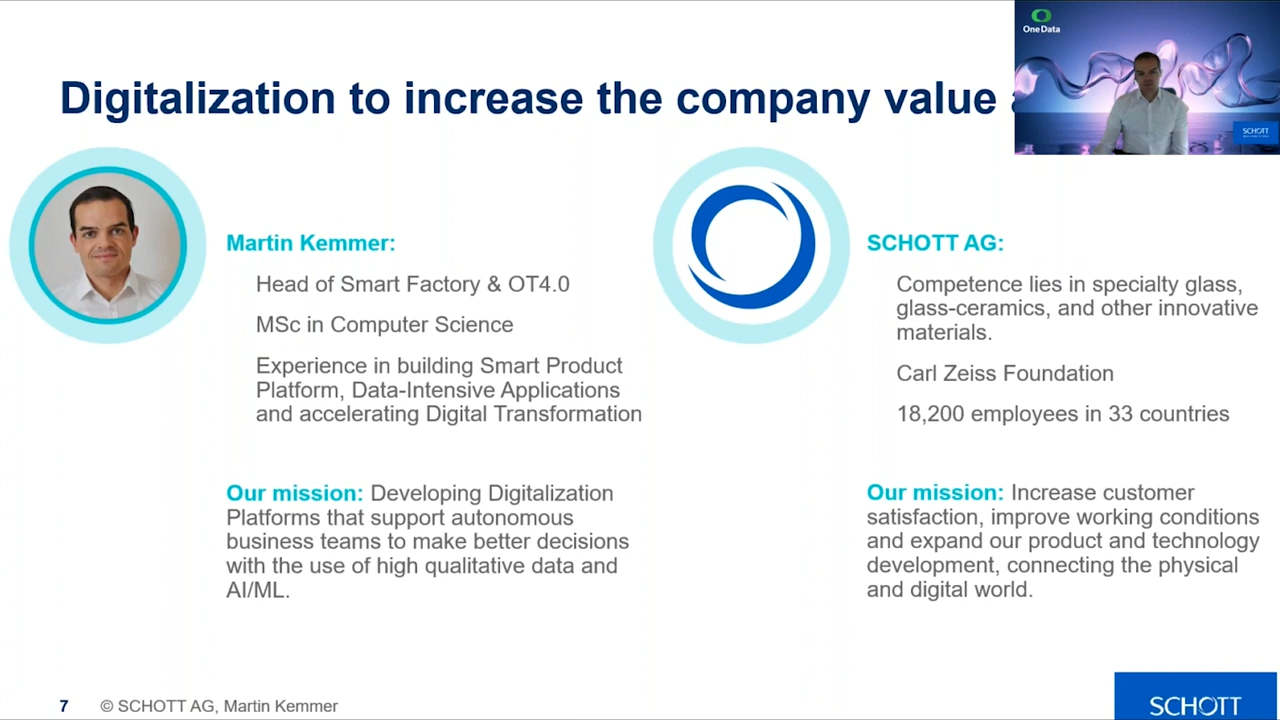 Digitalization to increase the company value
One Data
SCHOTT
Martin Kemmer:
Head of Smart Factory & OT4.0
MSc in Computer Science
Experience in building Smart Product
Platform, Data-Intensive Applications
and accelerating Digital Transformation
Our mission: Developing Digitalization
Platforms that support autonomous
business teams to make better decisions
with the use of high qualitative data and
AI/ML.
SCHOTT AG:
Competence lies in specialty glass,
glass-ceramics, and other innovative
materials.
Carl Zeiss Foundation
18,200 employees in 33 countries
Our mission: Increase customer
satisfaction, improve working conditions
and expand our product and technology
development, connecting the physical
and digital world.
7 © SCHOTT AG, Martin Kemmer
SCHOTT